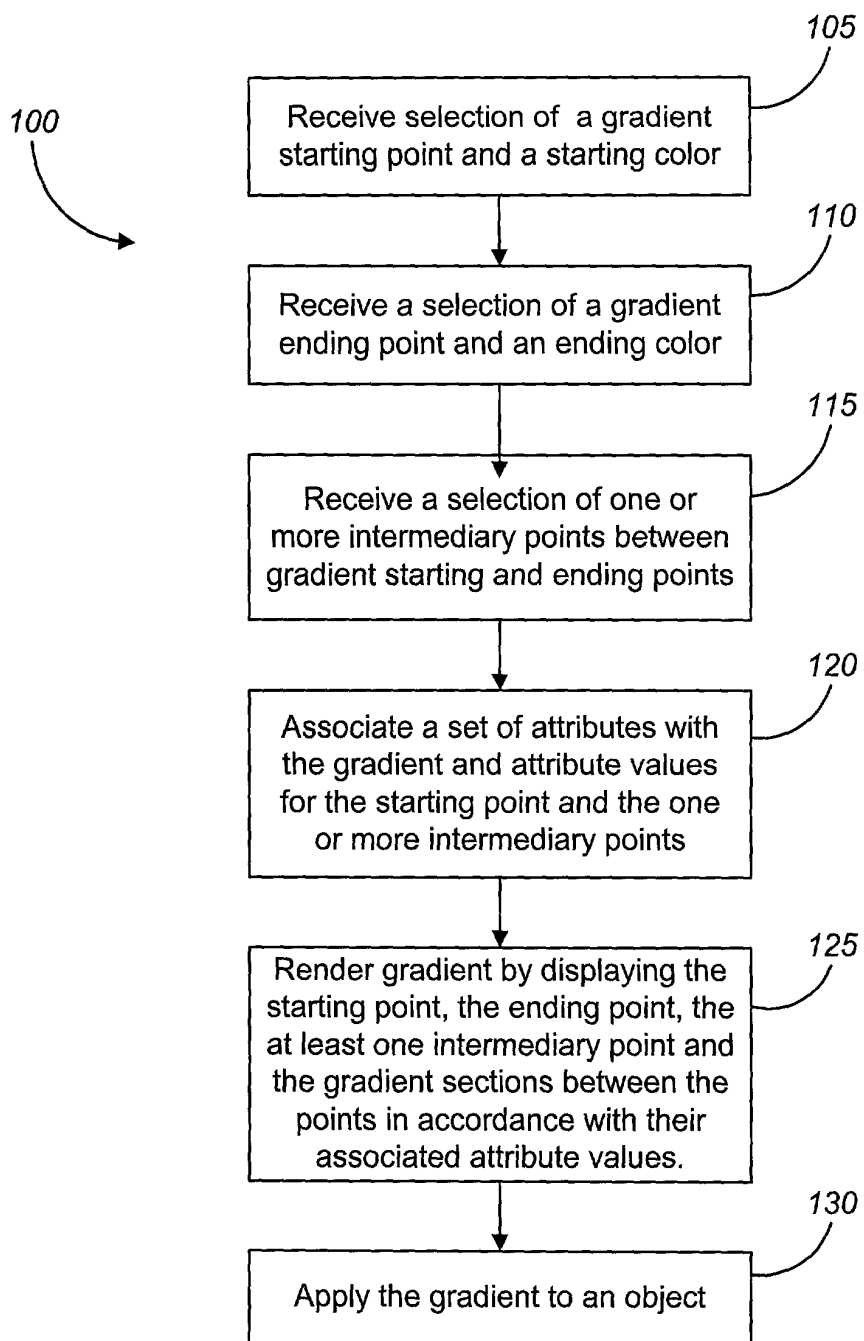 105
100
Receive selection of a gradient
starting point and a starting color
110
Receive a selection of a gradient
ending point and an ending color
115
Receive a selection of one or
more intermediary points between
gradient starting and ending points
120
Associate a set of attributes with
the gradient and attribute values
for the starting point and the one
or more intermediary points
125
Render gradient by displaying the
starting point, the ending point, the
at least one intermediary point and
the gradient sections between the
points in accordance with their
associated attribute values.
130
Apply the gradient to an object